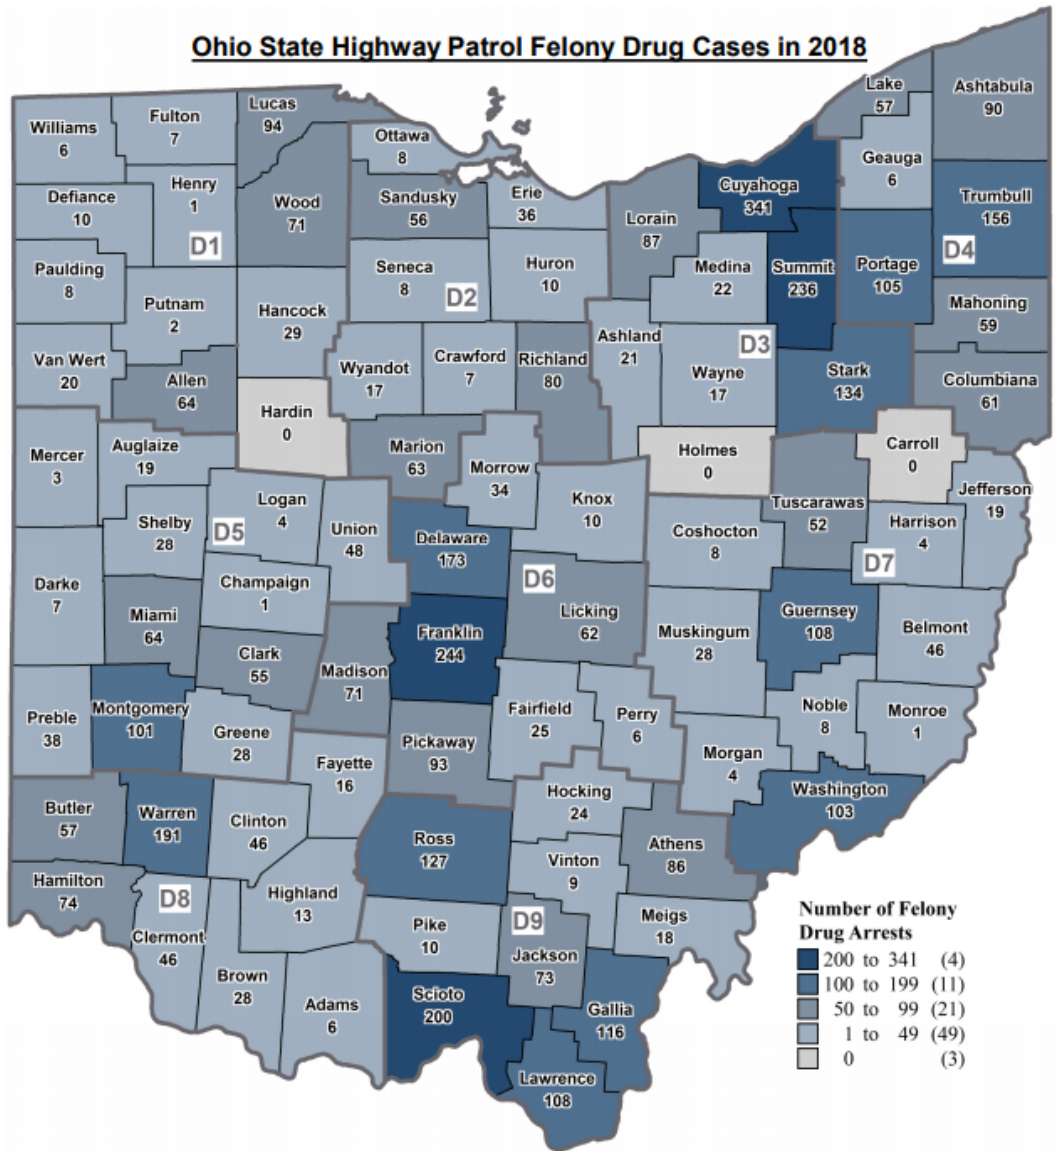 Ohio State Highway Patrol Felony Drug Cases in 2018
Williams
6
Fulton
7
Lucas
94
Ottawa
8
Lake
57
Ashtabula
90
Geauga
6
Defiance
10
Henry
1
Wood
71
Sandusky
56
Erie
36
Lorain
87
Cuyahoga
341
Trumbull
156
D1
D4
Paulding
8
Putnam
2
Hancock
29
Seneca
8
D2
Huron
10
Medina
22
Summit
236
Portage
105
Mahoning
59
Van Wert
20
Allen
64
Hardin
0
Wyandot
17
Crawford
7
Richland
80
Ashland
21
D3
Wayne
17
Stark
134
Columbiana
61
Mercer
3
Auglaize
19
Marion
63
Morrow
34
Holmes
0
Carroll
0
Jefferson
19
Shelby
28
D5
Logan
4
Union
48
Delaware
173
Knox
10
Coshocton
8
Tuscarawas
52
Harrison
4
D7
Darke
7
Miami
64
Champaign
1
D6
Licking
62
Guernsey
108
Belmont
46
Clark
55
Madison
71
Franklin
244
Muskingum
28
Preble
38
Montgomery
101
Greene
28
Fairfield
25
Perry
6
Noble
8
Monroe
1
Fayette
16
Pickaway
93
Morgan
4
Butler
57
Warren
191
Clinton
46
Hocking
24
Washington
103
Ross
127
Athens
86
Hamilton
74
D8
Highland
13
Vinton
9
Clermont
46
Pike
10
D9
Jackson
73
Meigs
18
Brown
28
Adams
6
Scioto
200
Gallia
116
Lawrence
108
Number of Felony
Drug Arrests
200 to 341 (4)
100 to 199 (11)
50 to 99 (21)
1 to 49 (49)
0 (3)